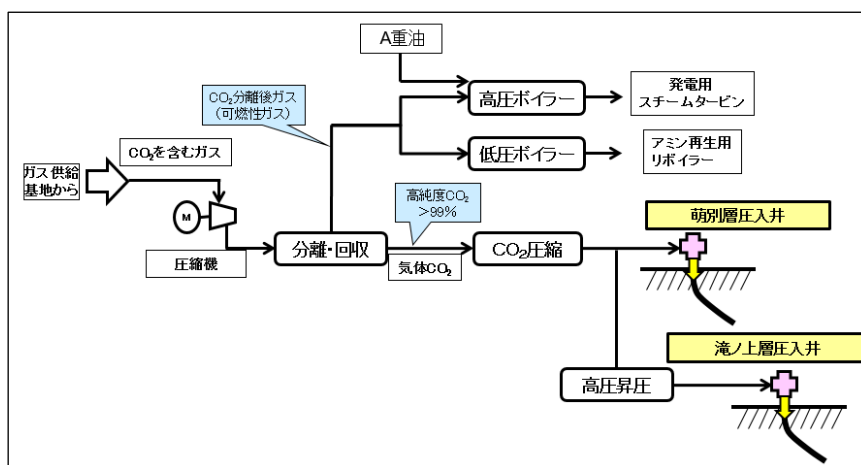 A重油
CO₂分離後ガス
(可燃性ガス)
高圧ボイラー
発電用
スチームタービン
CO₂を含むガス
低圧ボイラー
アミン再生用
リボイラー
ガス供給
基地から
M
高純度CO₂
＞99%
萌別層圧入井
圧縮機
分離・回収
気体CO₂
CO₂圧縮
滝ノ上層圧入井
高圧昇圧